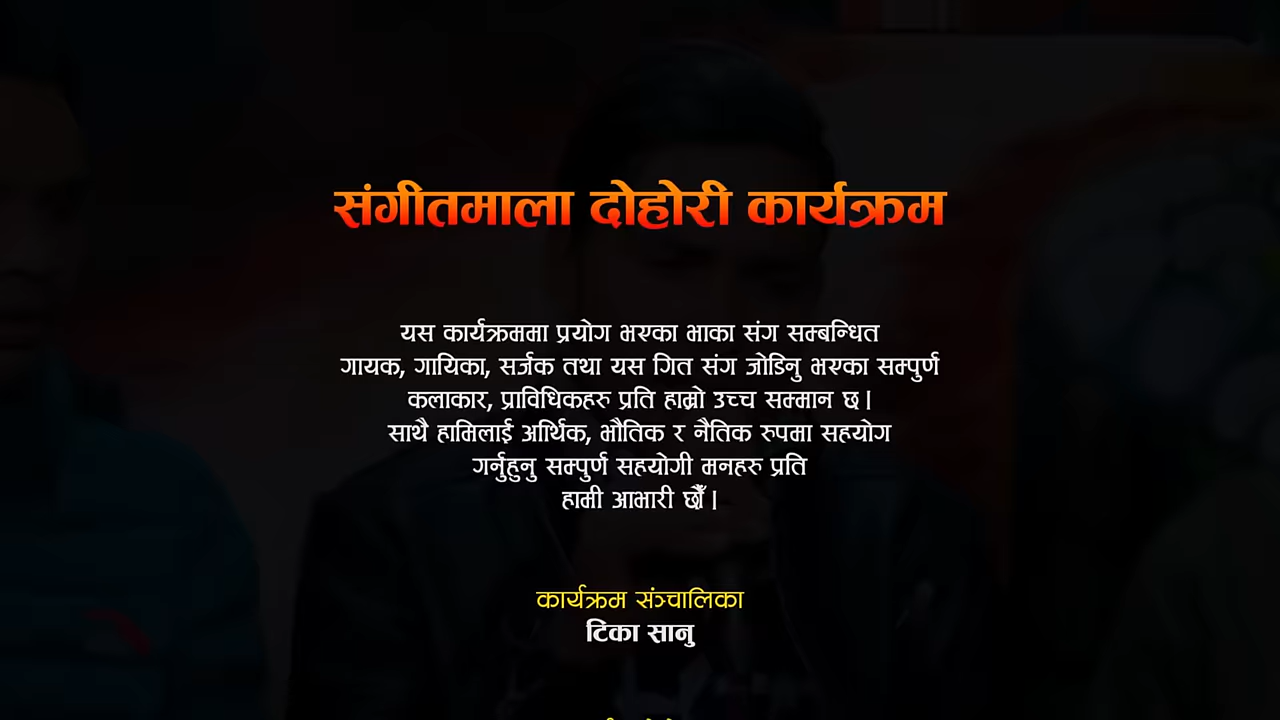 संगीतमाला दोहोरी कार्यक्रम
यस कार्यक्रममा प्रयोग भएका भाका संग सम्बन्धित
गायक, गायिका, सर्जक तथा यस गित संग जोडिनु भएका सम्पुर्ण
कलाकार, प्राविधिकहरु प्रति हाम्रो उच्च सम्मान छ।
साथै हामिलाई आर्थिक, भौतिक र नैतिक रुपमा सहयोग
गर्नुहुनु सम्पुर्ण सहयोगी मनहरु प्रति
हामी आभारी छौँ।
कार्यक्रम संञ्चालिका
टिका सानु